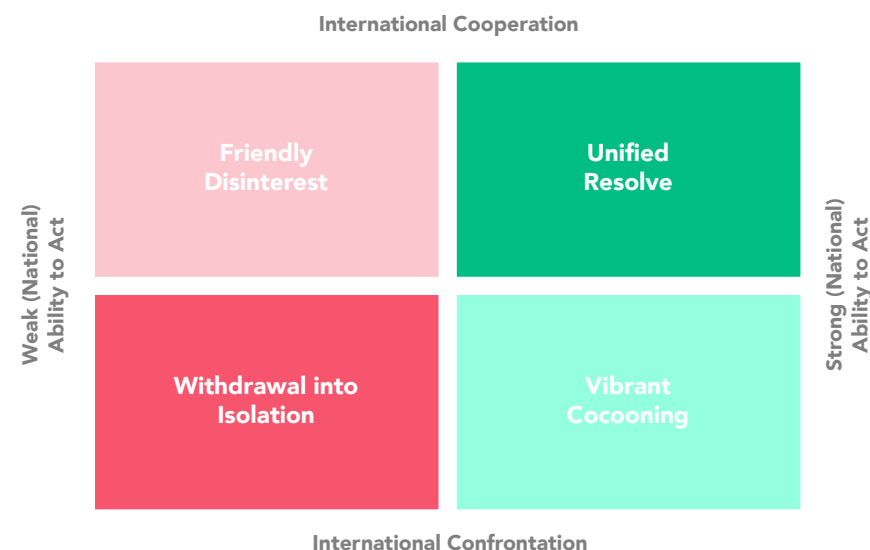 International Cooperation
Friendly
Disinterest
Unified
Resolve
Weak (National)
Ability to Act
Strong (National)
Ability to Act
Withdrawal into
Isolation
Vibrant
Cocooning
International Confrontation